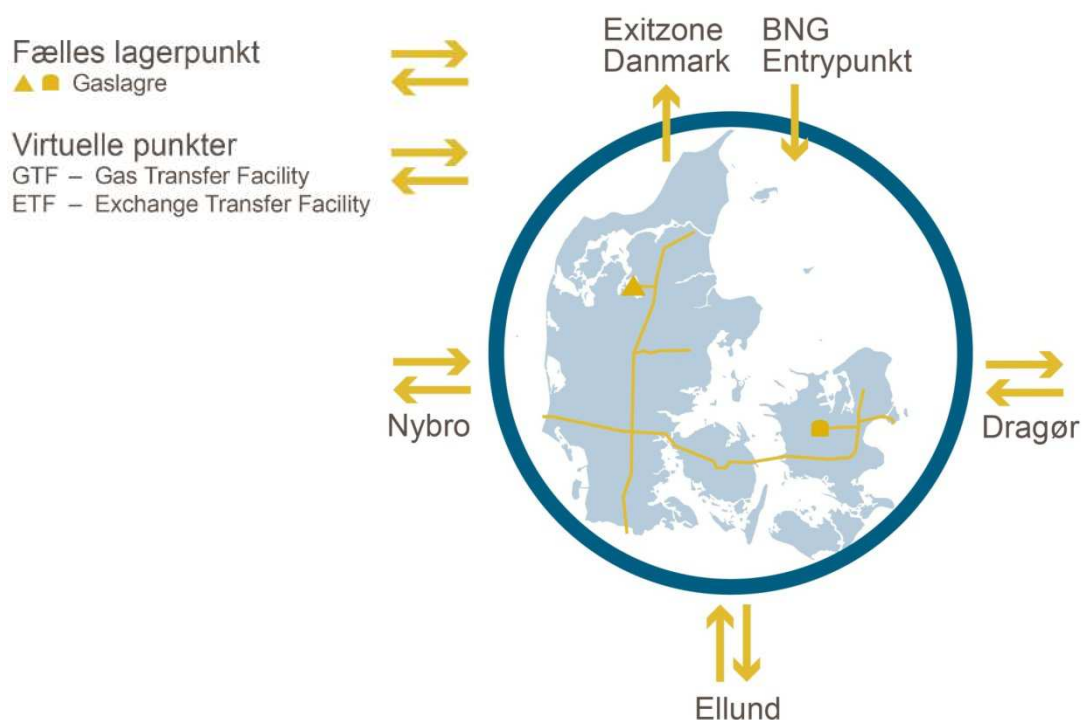 Fælles lagerpunkt
Gaslagre
Virtuelle punkter
GTF – Gas Transfer Facility
ETF – Exchange Transfer Facility
Exitzone
Danmark
BNG
Entrypunkt
Nybro
Dragør
Ellund